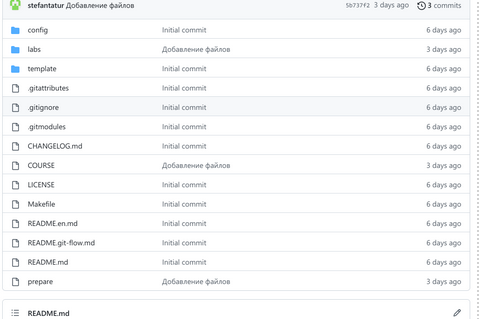 stefantatur Добавление файлов 5b737f2 3 days ago 3 commits
config Initial commit 6 days ago
labs Добавление файлов 3 days ago
template Initial commit 6 days ago
.gitattributes Initial commit 6 days ago
.gitignore Initial commit 6 days ago
.gitmodules Initial commit 6 days ago
CHANGELOG.md Initial commit 6 days ago
COURSE Добавление файлов 3 days ago
LICENSE Initial commit 6 days ago
Makefile Initial commit 6 days ago
README.en.md Initial commit 6 days ago
README.git-flow.md Initial commit 6 days ago
README.md Initial commit 6 days ago
prepare Добавление файлов 3 days ago
README.md